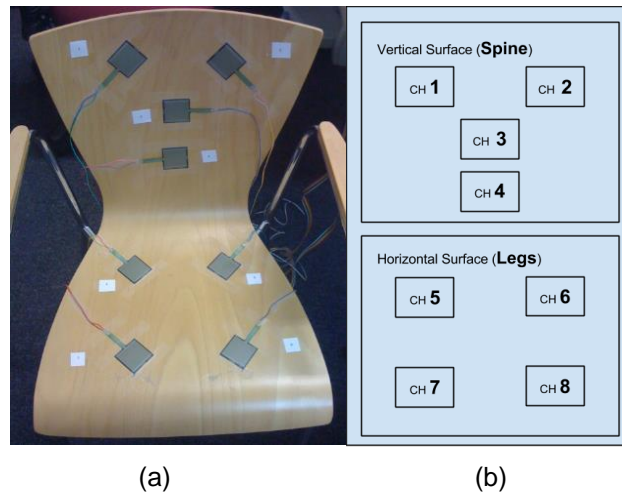 Vertical Surface (Spine)
CH 1
CH 2
CH 3
CH 4
Horizontal Surface (Legs)
CH 5
CH 6
CH 7
CH 8
(a)
(b)